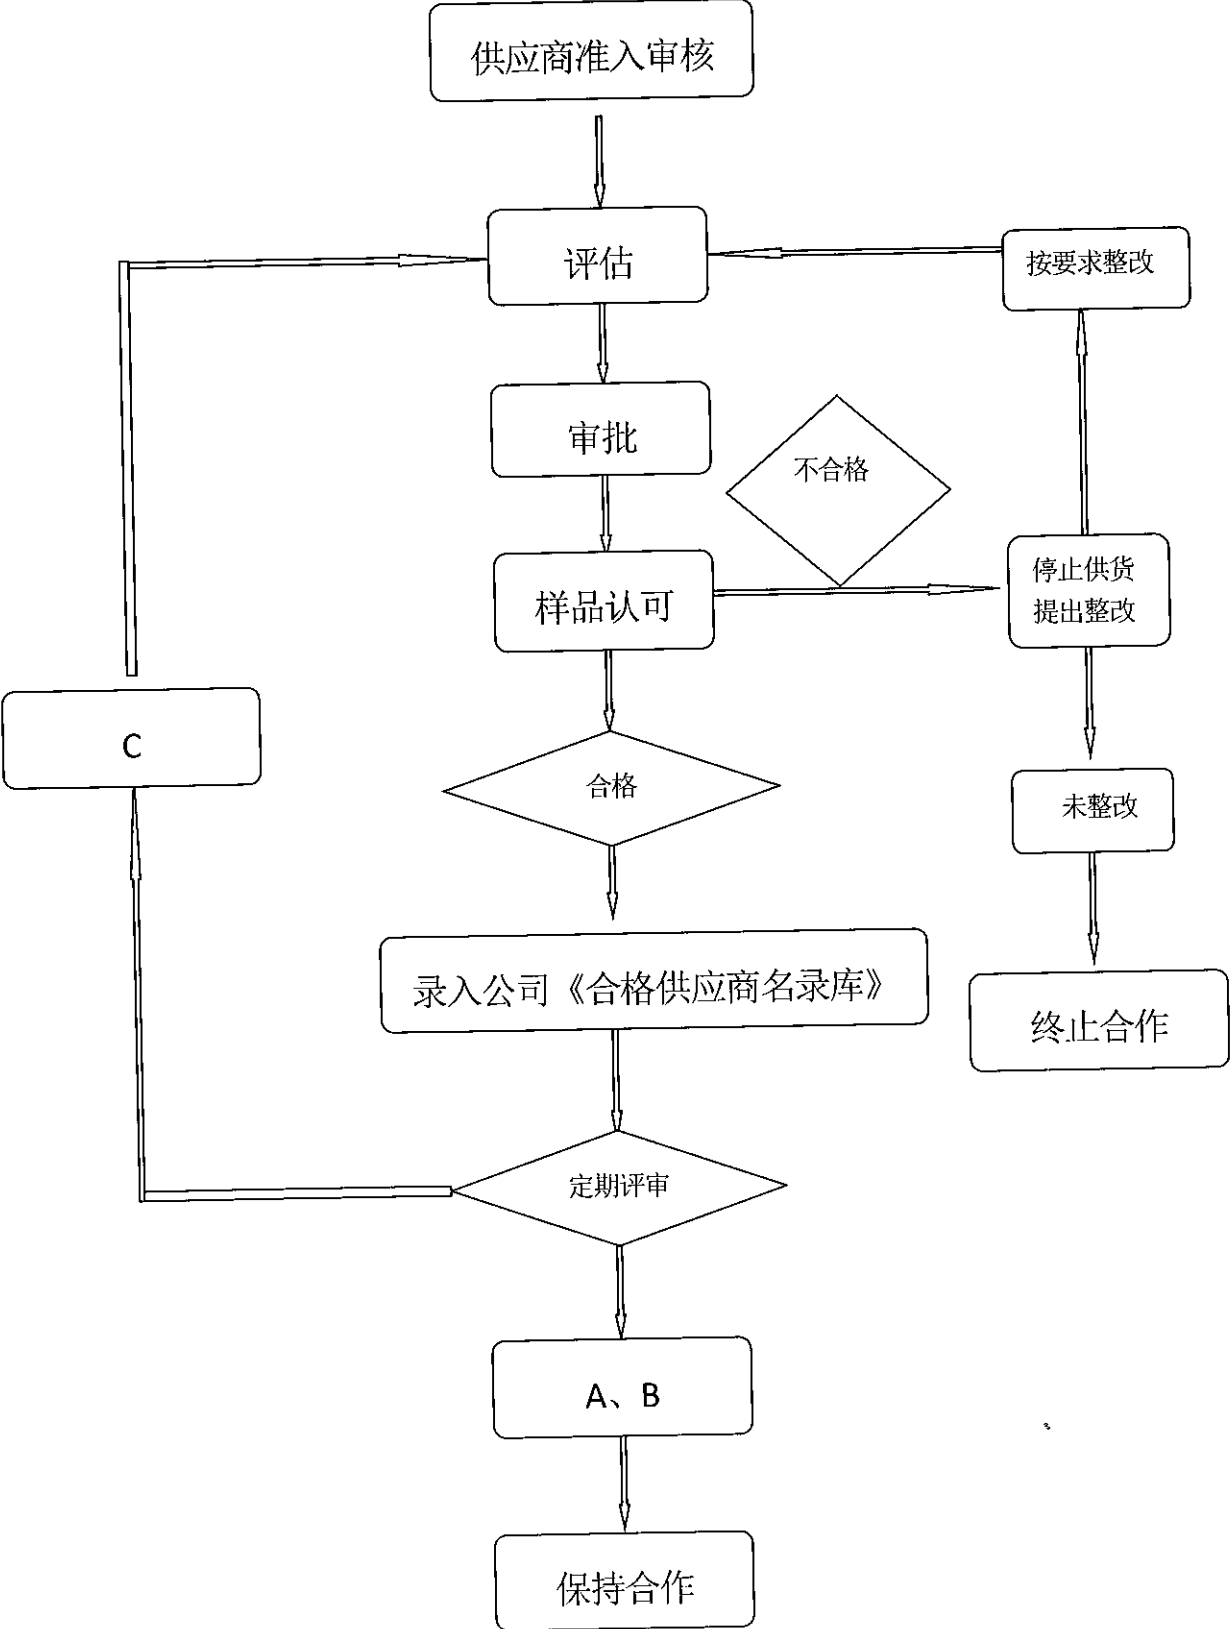 供应商准入审核
评估
按要求整改
审批
不合格
样品认可
停止供货
提出整改
C
合格
未整改
录入公司《合格供应商名录库》
终止合作
定期评审
A、B
保持合作